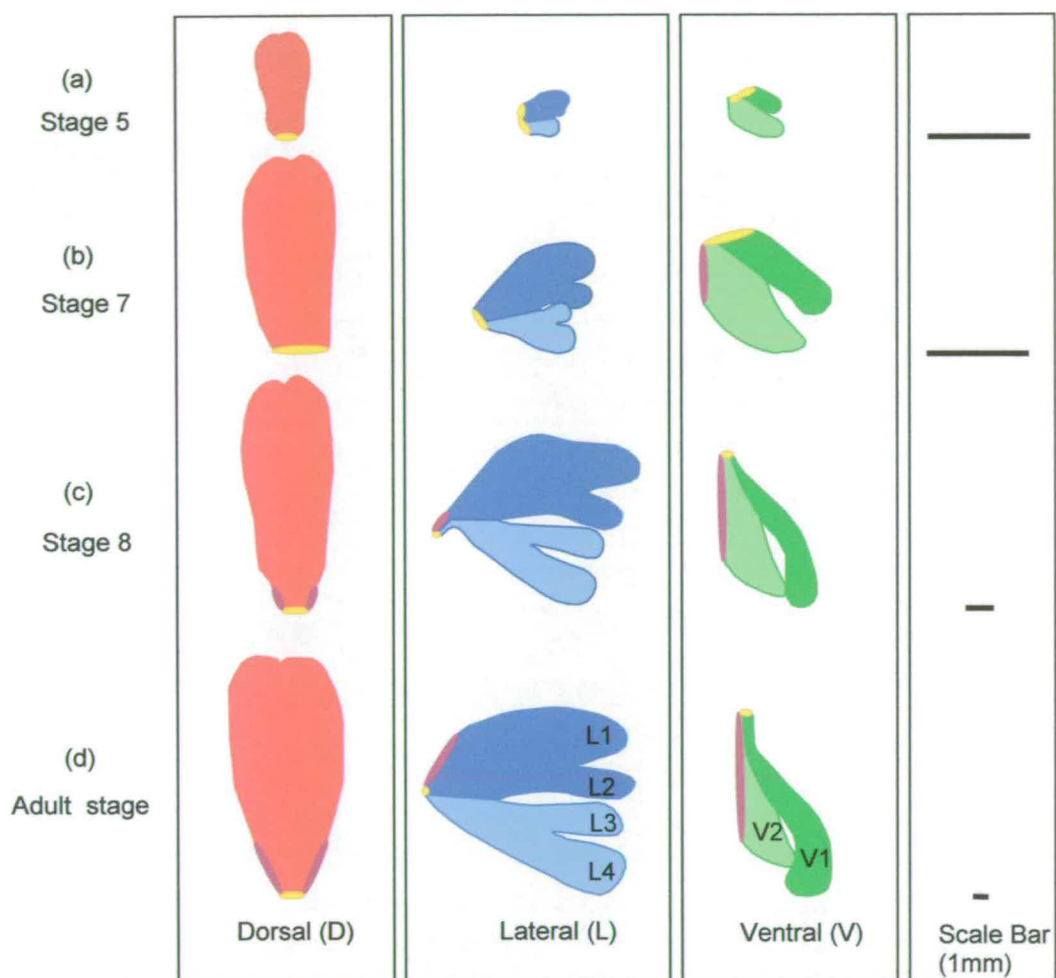 (a)
Stage 5
(b)
Stage 7
(c)
Stage 8
(d)
Adult stage
L1
L2
L3
L4
V2
V1
Dorsal (D)
Lateral (L)
Ventral (V)
Scale Bar
(1mm)